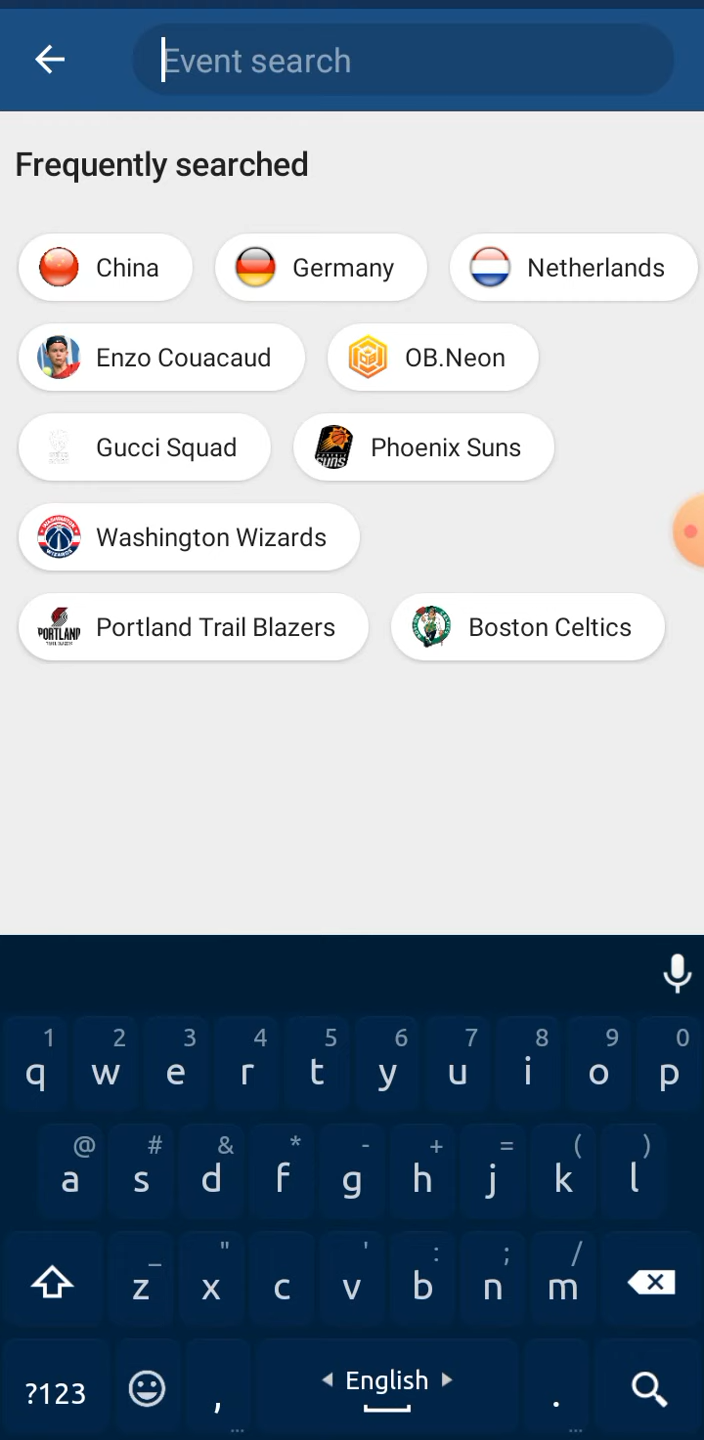 Event search
Frequently searched
China Germany Netherlands
Enzo Couacaud OB.Neon
Gucci Squad Phoenix Suns
Washington Wizards
Portland Trail Blazers Boston Celtics
1 2 3 4 5 6 7 8 9 0
q w e r t y u i o p
@ # & * - + = ( )
a s d f g h j k l
_ " ' : ; /
z x c v b n m
?123 , English .